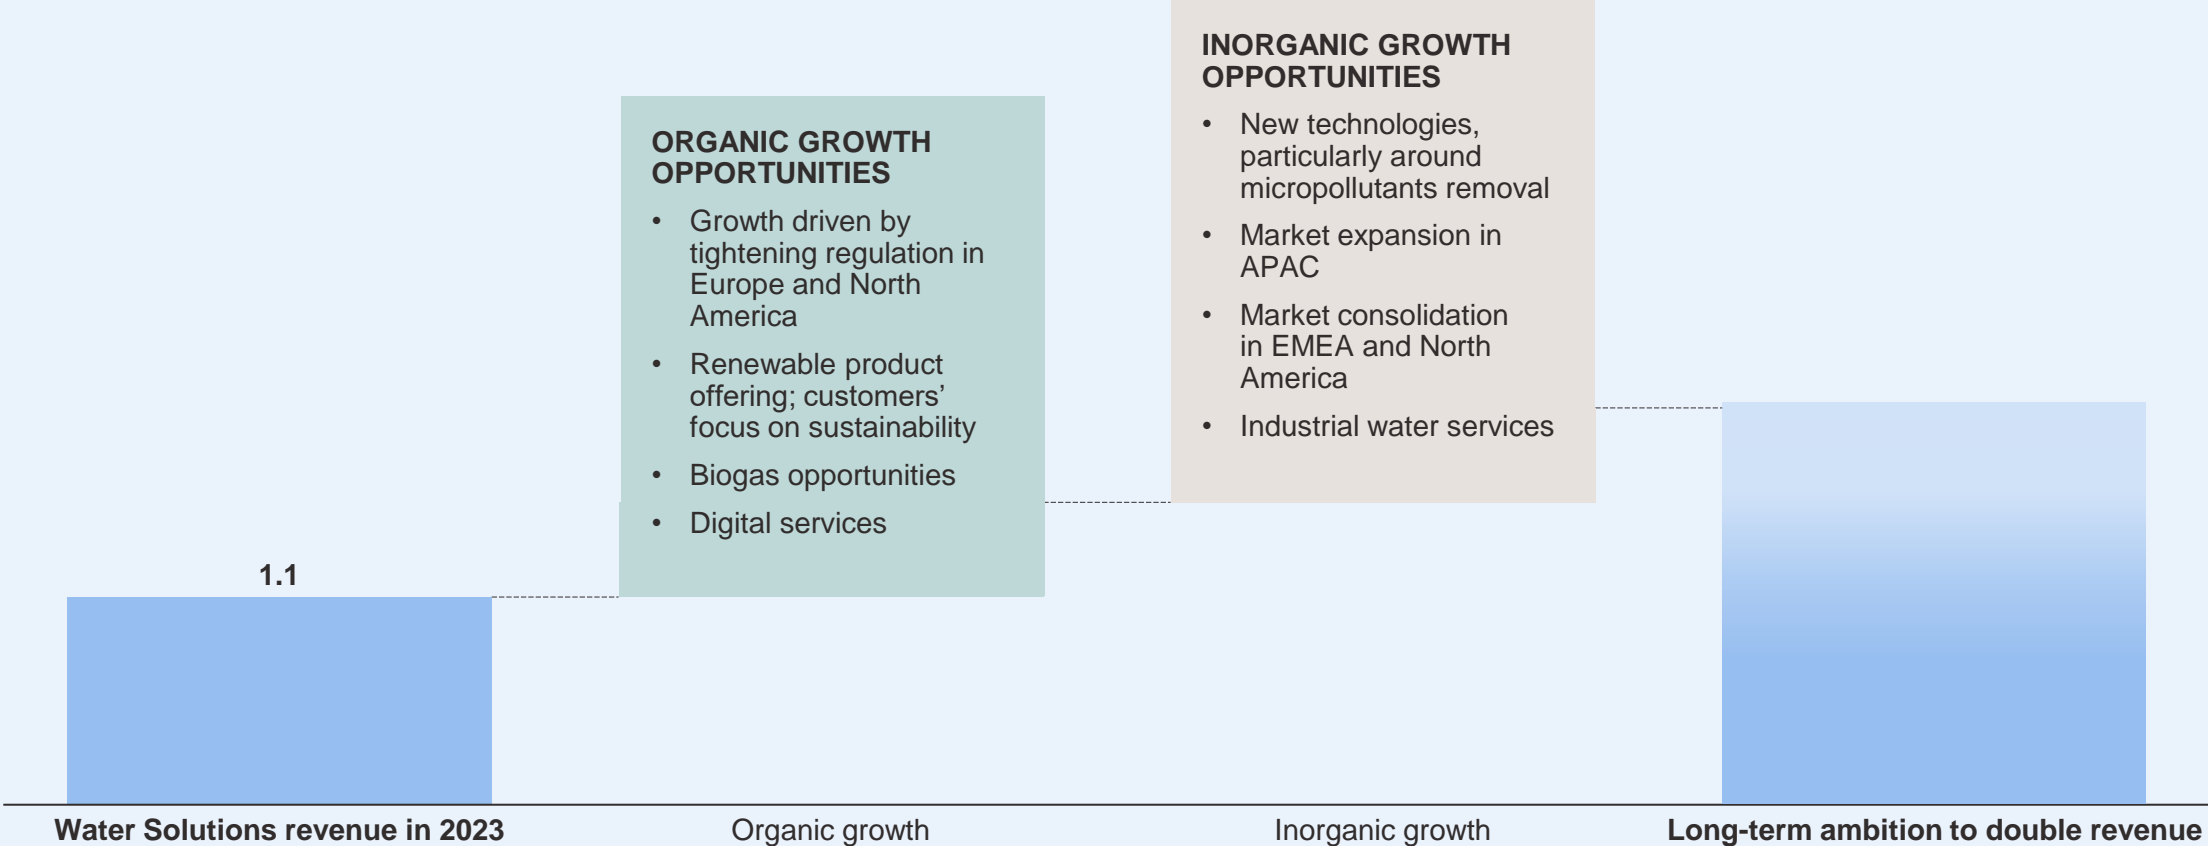 INORGANIC GROWTH
OPPORTUNITIES
• New technologies,
particularly around
micropollutants removal
• Market expansion in
APAC
• Market consolidation
in EMEA and North
America
• Industrial water services
ORGANIC GROWTH
OPPORTUNITIES
• Growth driven by
tightening regulation in
Europe and North
America
• Renewable product
offering; customers’
focus on sustainability
• Biogas opportunities
• Digital services
1.1
Water Solutions revenue in 2023
Organic growth
Inorganic growth
Long-term ambition to double revenue